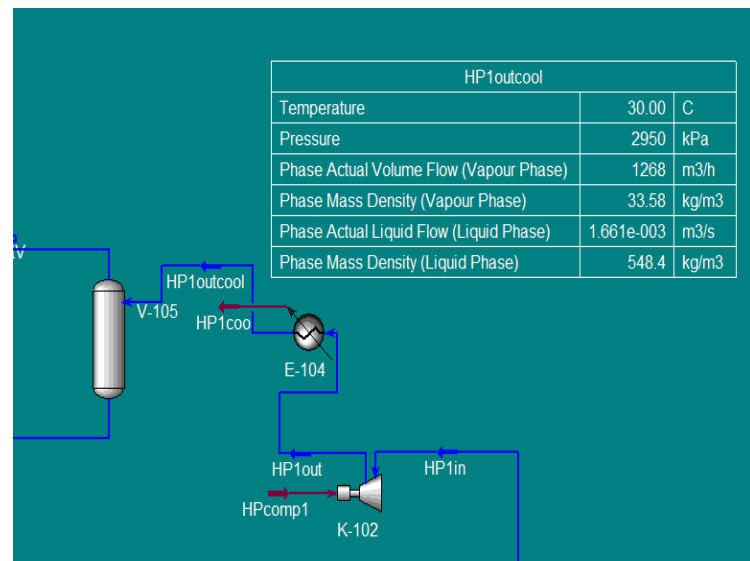 HP1outcool
Temperature 30.00 C
Pressure 2950 kPa
Phase Actual Volume Flow (Vapour Phase) 1268 m3/h
Phase Mass Density (Vapour Phase) 33.58 kg/m3
Phase Actual Liquid Flow (Liquid Phase) 1.661e-003 m3/s
Phase Mass Density (Liquid Phase) 548.4 kg/m3
HP1outcool
V-105
HP1coo
E-104
HP1out
HP1in
HPcomp1
K-102